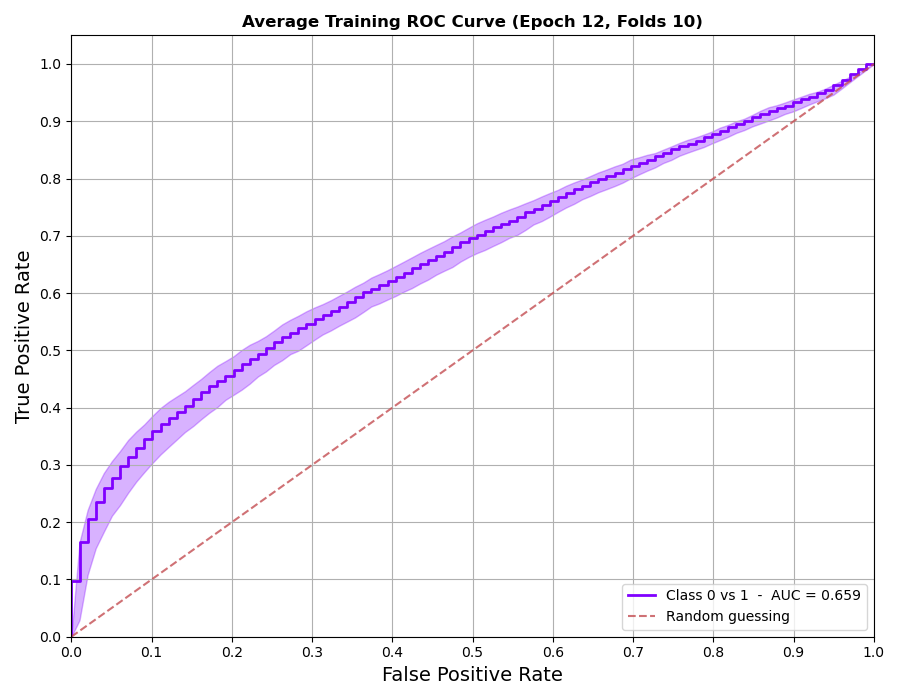 Average Training ROC Curve (Epoch 12, Folds 10)
True Positive Rate
1.0
0.9
0.8
0.7
0.6
0.5
0.4
0.3
0.2
0.1
0.0
Class 0 vs 1 - AUC = 0.659
Random guessing
0.0 0.1 0.2 0.3 0.4 0.5 0.6 0.7 0.8 0.9 1.0
False Positive Rate